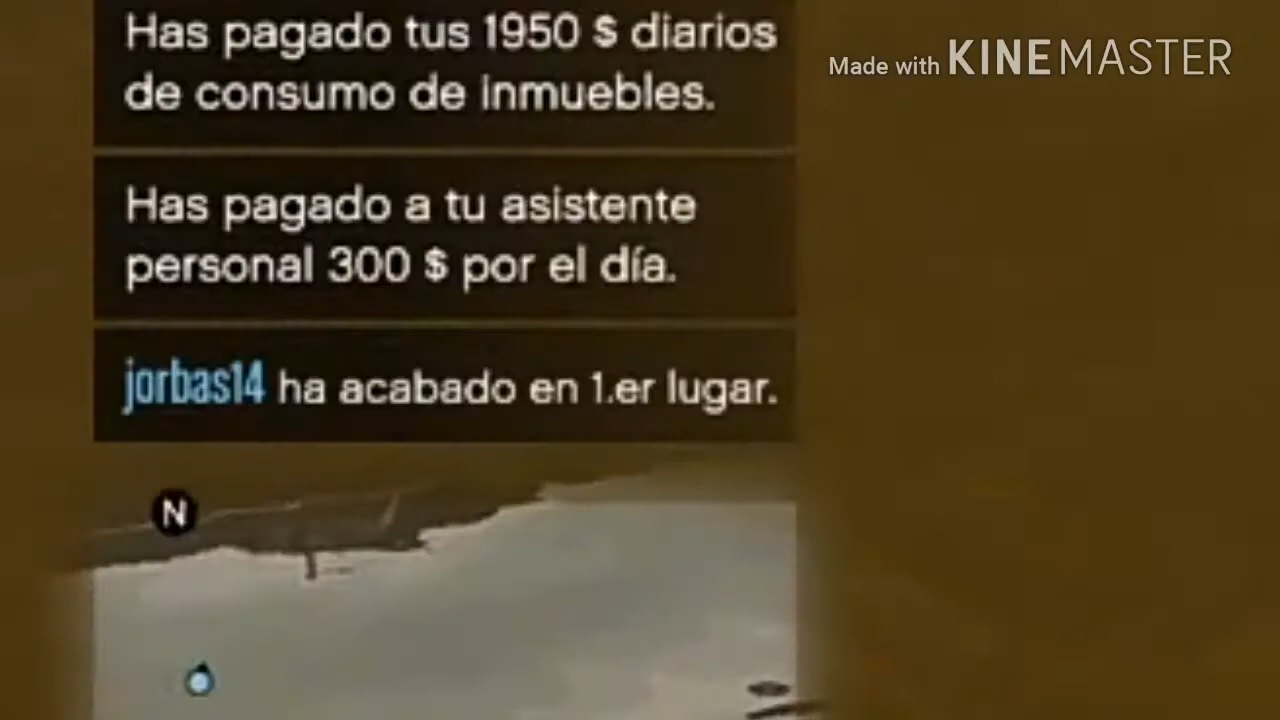 Has pagado tus 1950 $ diarios
de consumo de inmuebles.
Made with KINEMASTER
Has pagado a tu asistente
personal 300 $ por el día.
jorbas14 ha acabado en 1.er lugar.
N